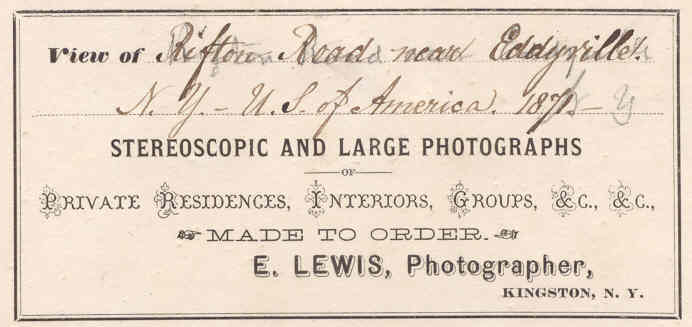 View of Rifton Road near Eddyville.
N. Y. - U. S. of America. 1871-
STEREOSCOPIC AND LARGE PHOTOGRAPHS
OF
PRIVATE RESIDENCES, INTERIORS, GROUPS, &C., &C.,
MADE TO ORDER.
E. LEWIS, Photographer,
KINGSTON, N. Y.